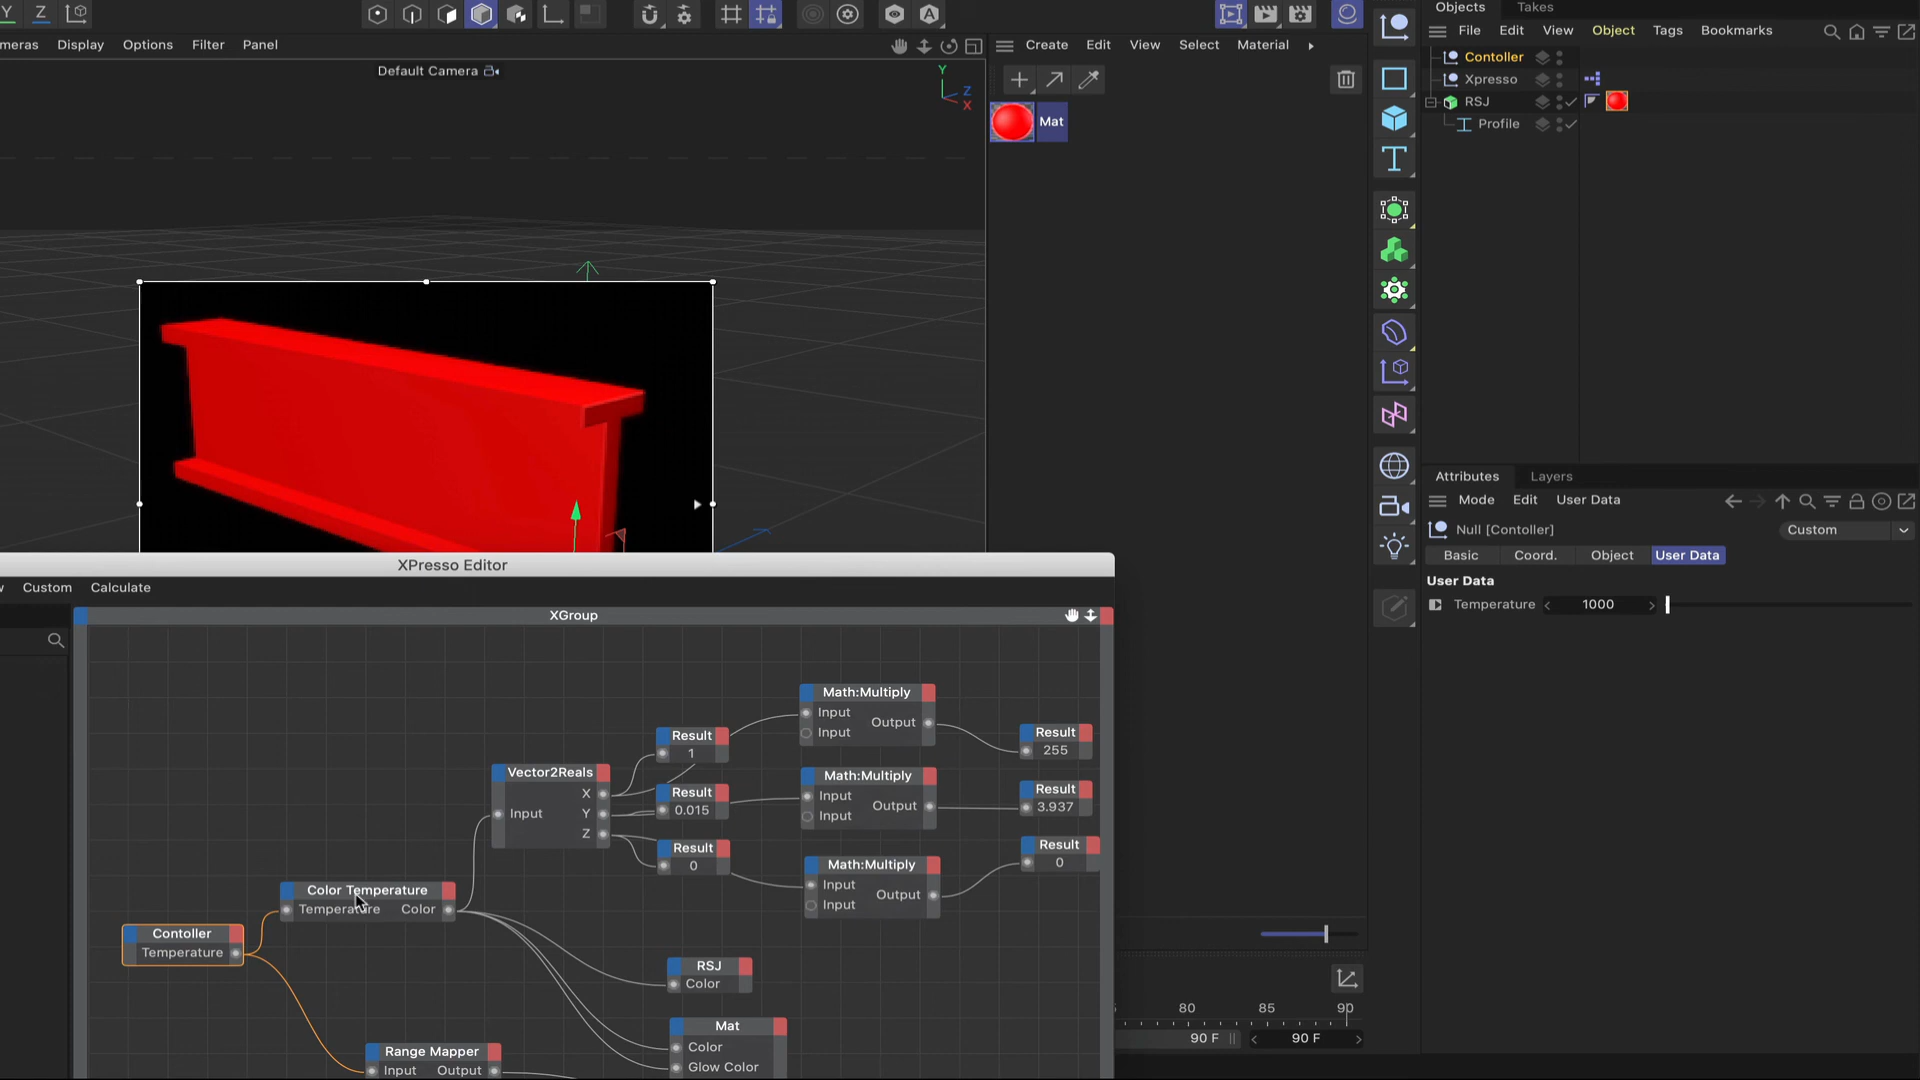 Y Z
meras Display Options Filter Panel
Default Camera
Y
Z
X
Create Edit View Select Material
Mat
Objects Takes
File Edit View Object Tags Bookmarks
Contoller
Xpresso
RSJ
Profile
Attributes Layers
Mode Edit User Data
Null [Contoller] Custom
Basic Coord. Object User Data
User Data
Temperature 1000
XPresso Editor
w Custom Calculate
XGroup
Math:Multiply
Input
Output
Input
Result
1
Result
255
Vector2Reals
X
Input Y
Z
Math:Multiply
Input
Output
Input
Result
0.015
Result
3.937
Result
0
Math:Multiply
Input
Output
Input
Result
0
Color Temperature
Temperature Color
Contoller
Temperature
RSJ
Color
Mat
Color
Glow Color
Range Mapper
Input Output
80 85 90
90 F 90 F